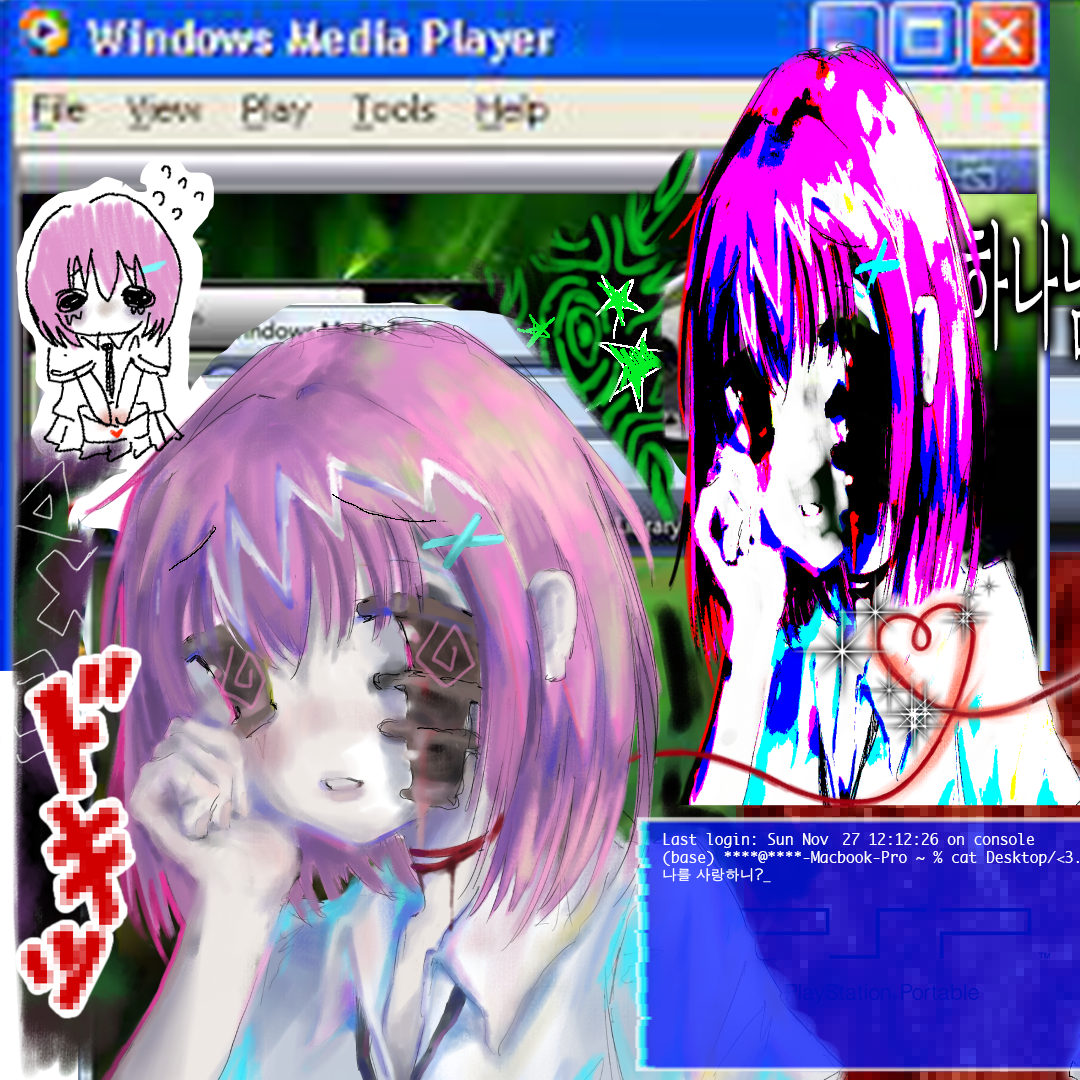 Windows Media Player
File View Play Tools Help
하나님
ドキッ
Last login: Sun Nov 27 12:12:26 on console
(base) ****@****-Macbook-Pro ~ % cat Desktop/<3.
나를 사랑하니?_
PlayStation Portable